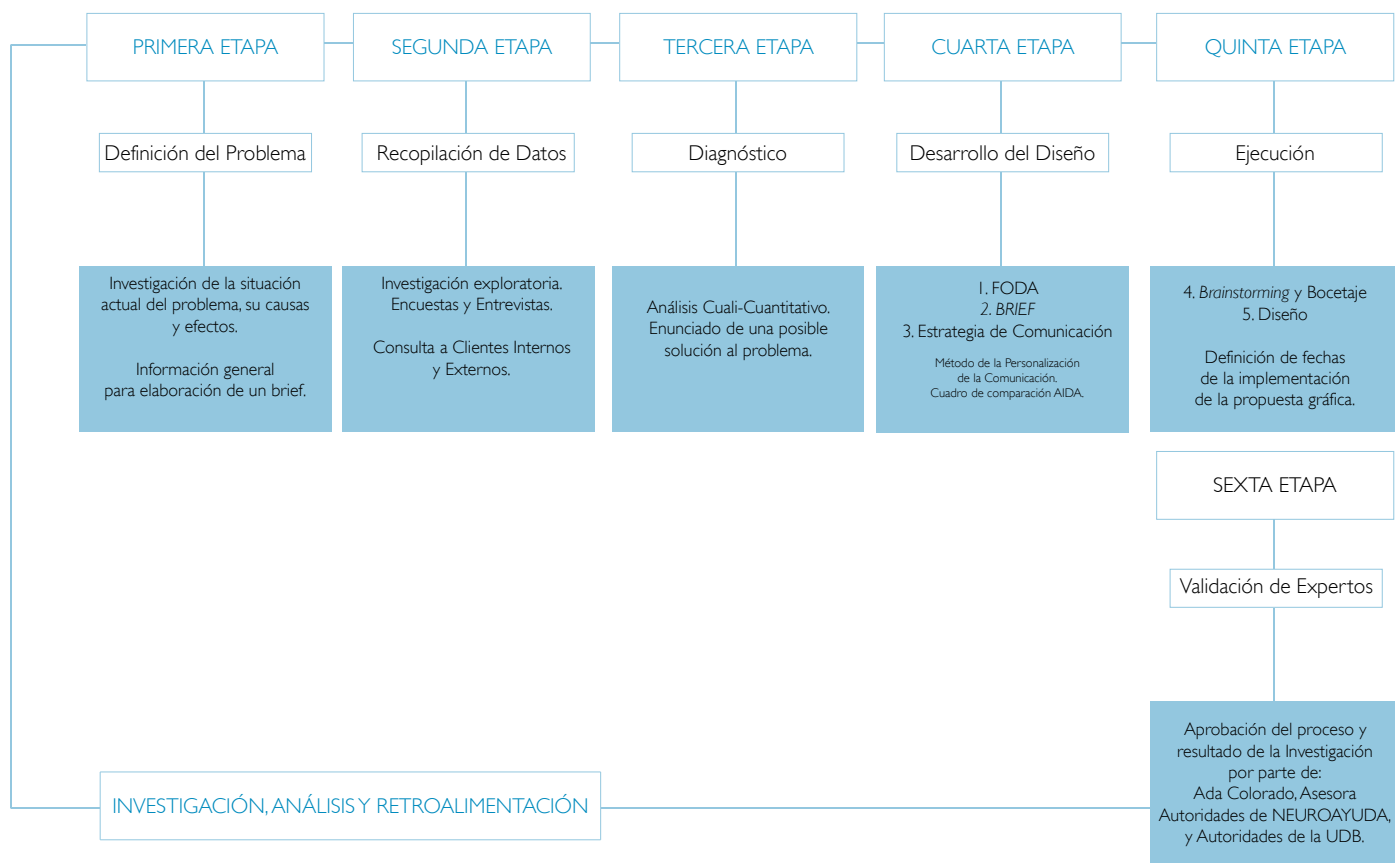 PRIMERA ETAPA
SEGUNDA ETAPA
TERCERA ETAPA
CUARTA ETAPA
QUINTA ETAPA
Definición del Problema
Recopilación de Datos
Diagnóstico
Desarrollo del Diseño
Ejecución
Investigación de la situación
actual del problema, su causas
y efectos.
Información general
para elaboración de un brief.
Investigación exploratoria.
Encuestas y Entrevistas.
Consulta a Clientes Internos
y Externos.
Análisis Cuali-Cuantitativo.
Enunciado de una posible
solución al problema.
1. FODA
2. BRIEF
3. Estrategia de Comunicación
Método de la Personalización
de la Comunicación.
Cuadro de comparación AIDA.
4. Brainstorming y Bocetaje
5. Diseño
Definición de fechas
de la implementación
de la propuesta gráfica.
SEXTA ETAPA
Validación de Expertos
Aprobación del proceso y
resultado de la Investigación
por parte de:
Ada Colorado, Asesora
Autoridades de NEUROAYUDA,
y Autoridades de la UDB.
INVESTIGACIÓN, ANÁLISIS Y RETROALIMENTACIÓN